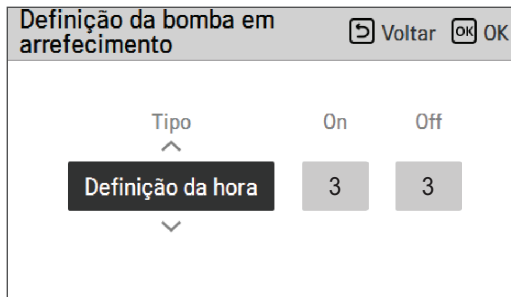 Definição da bomba em
arrefecimento
Voltar OK OK
Tipo On Off
Definição da hora 3 3